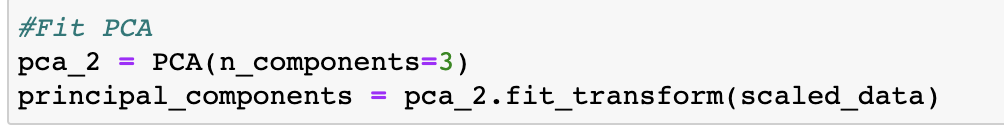 #Fit PCA
pca_2 = PCA(n_components=3)
principal_components = pca_2.fit_transform(scaled_data)